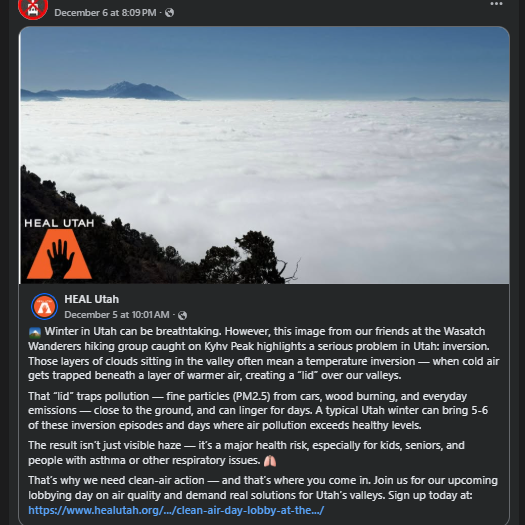 December 6 at 8:09 PM ·
HEAL UTAH
HEAL Utah
December 5 at 10:01 AM ·
Winter in Utah can be breathtaking. However, this image from our friends at the Wasatch
Wanderers hiking group caught on Kyhv Peak highlights a serious problem in Utah: inversion.
Those layers of clouds sitting in the valley often mean a temperature inversion — when cold air
gets trapped beneath a layer of warmer air, creating a “lid” over our valleys.
That “lid” traps pollution — fine particles (PM2.5) from cars, wood burning, and everyday
emissions — close to the ground, and can linger for days. A typical Utah winter can bring 5-6
of these inversion episodes and days where air pollution exceeds healthy levels.
The result isn’t just visible haze — it’s a major health risk, especially for kids, seniors, and
people with asthma or other respiratory issues. 🫁
That’s why we need clean-air action — and that’s where you come in. Join us for our upcoming
lobbying day on air quality and demand real solutions for Utah’s valleys. Sign up today at:
https://www.healutah.org/.../clean-air-day-lobby-at-the.../